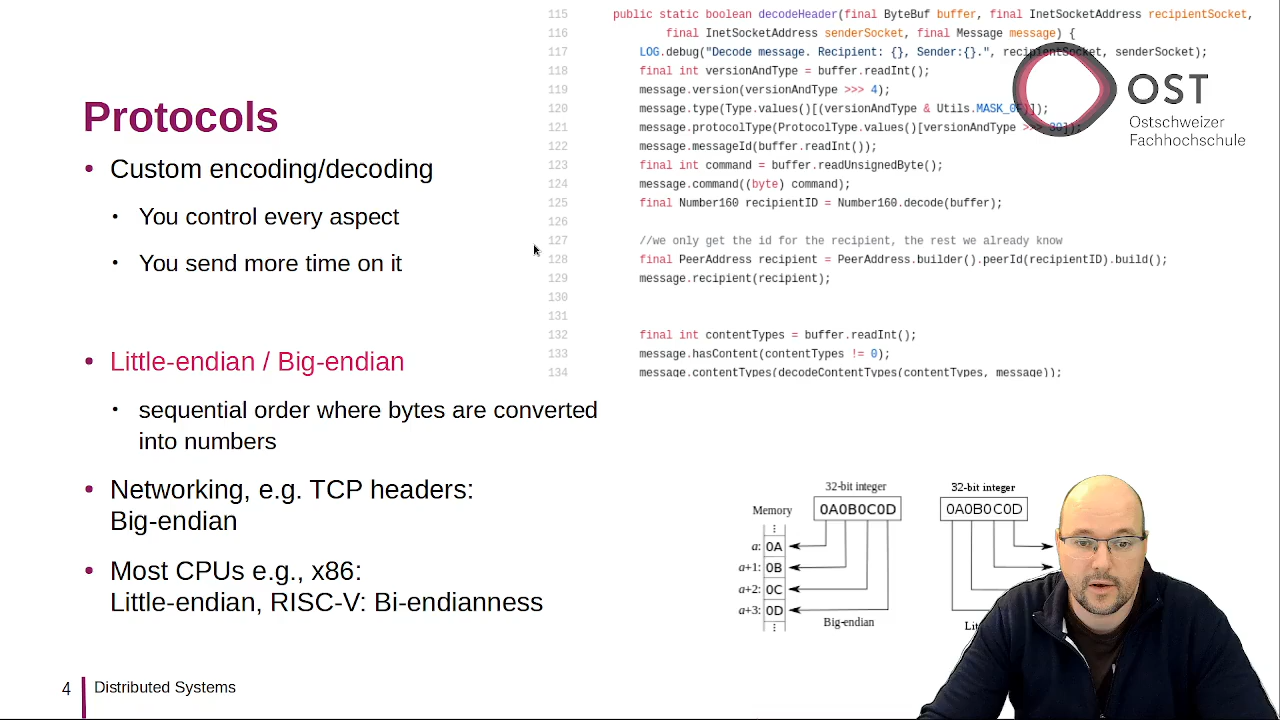 115 public static boolean decodeHeader(final ByteBuf buffer, final InetSocketAddress recipientSocket,
116 final InetSocketAddress senderSocket, final Message message) {
117 LOG.debug("Decode message. Recipient: {}, Sender:{}.", recipientSocket, senderSocket);
118 final int versionAndType = buffer.readInt();
119 message.version(versionAndType >>> 4);
120 message.type(Type.values()[(versionAndType & Utils.MASK_0F)]);
121 message.protocolType(ProtocolType.values()[versionAndType >>> 30]);
122 message.messageId(buffer.readInt());
123 final int command = buffer.readUnsignedByte();
124 message.command((byte) command);
125 final Number160 recipientID = Number160.decode(buffer);
126
127 //we only get the id for the recipient, the rest we already know
128 final PeerAddress recipient = PeerAddress.builder().peerId(recipientID).build();
129 message.recipient(recipient);
130
131
132 final int contentTypes = buffer.readInt();
133 message.hasContent(contentTypes != 0);
134 message.contentTypes(decodeContentTypes(contentTypes, message));
OST
Ostschweizer
Fachhochschule
Protocols
• Custom encoding/decoding
• You control every aspect
• You send more time on it
• Little-endian / Big-endian
• sequential order where bytes are converted
into numbers
• Networking, e.g. TCP headers:
Big-endian
• Most CPUs e.g., x86:
Little-endian, RISC-V: Bi-endianness
32-bit integer
0A0B0C0D
Memory
a: 0A
a+1: 0B
a+2: 0C
a+3: 0D
Big-endian
32-bit integer
0A0B0C0D
4 Distributed Systems